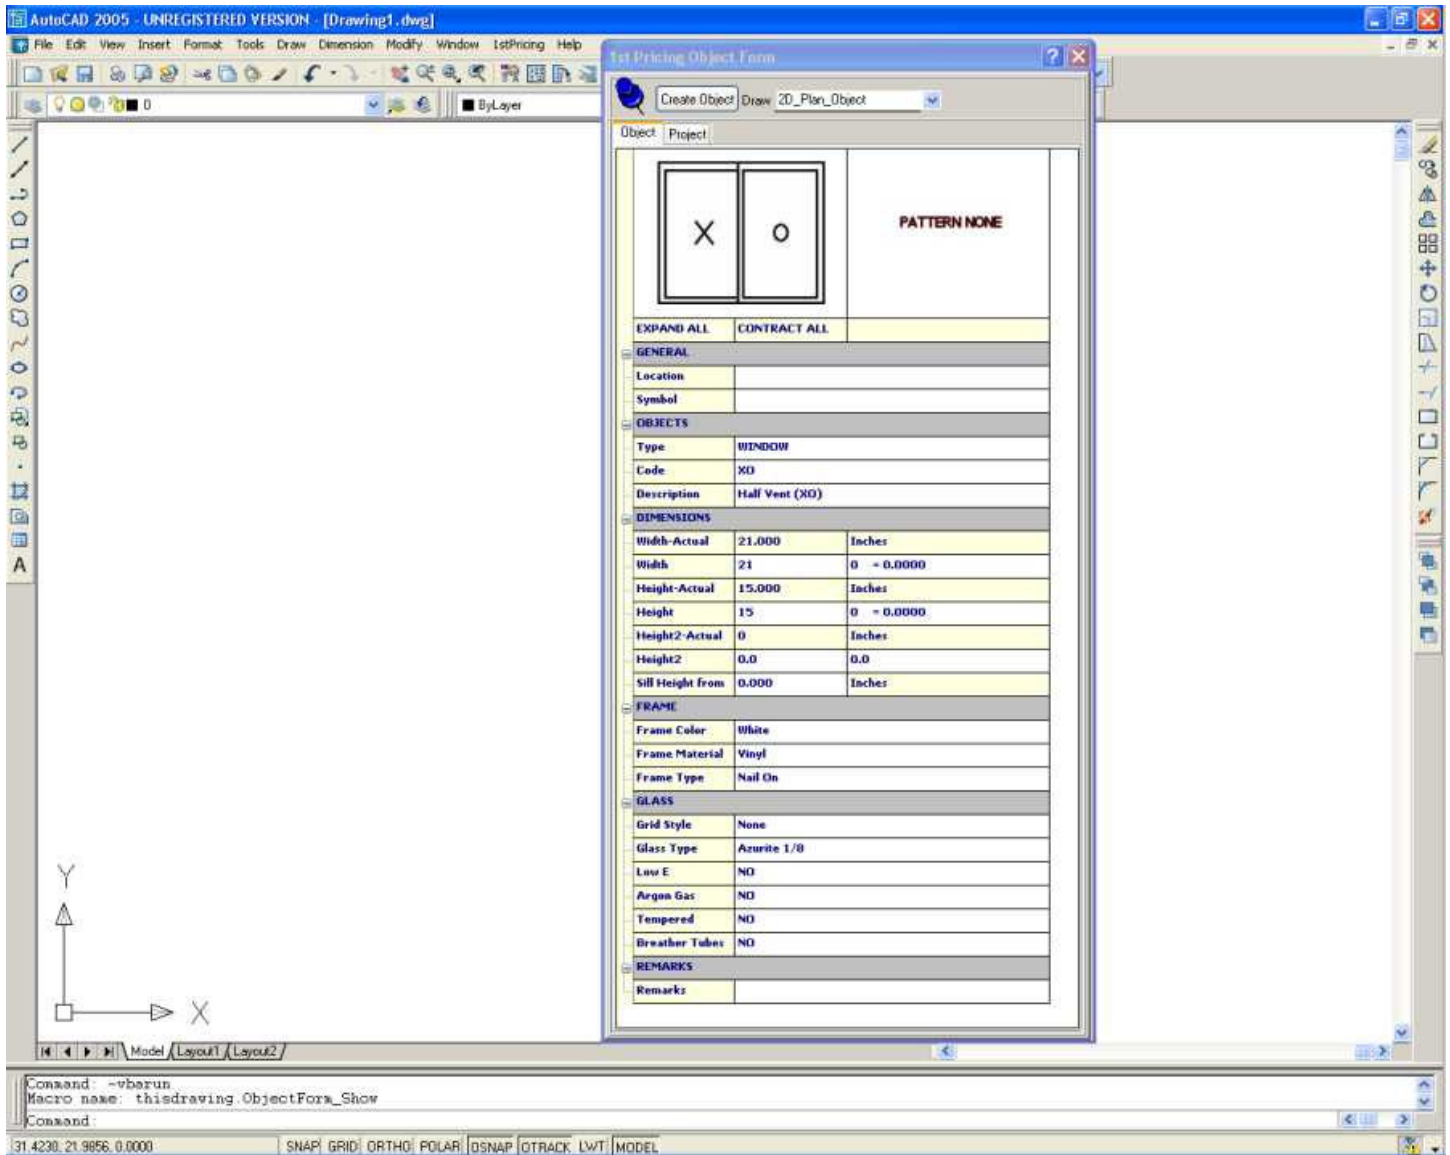 AutoCAD 2005 - UNREGISTERED VERSION - [Drawing1.dwg]
File Edit View Insert Format Tools Draw Dimension Modify Window 1stPricing Help
1st Pricing Object Form
Create Object Draw 2D_Plan_Object
0 ByLayer
Object Project
X O PATTERN NONE
EXPAND ALL CONTRACT ALL
GENERAL
Location
Symbol
OBJECTS
Type WINDOW
Code XO
Description Half Vent (XO)
DIMENSIONS
Width-Actual 21.000 Inches
Width 21 0 = 0.0000
Height-Actual 15.000 Inches
Height 15 0 = 0.0000
Height2-Actual 0 Inches
Height2 0.0 0.0
Sill Height from 0.000 Inches
FRAME
Frame Color White
Frame Material Vinyl
Frame Type Nail On
GLASS
Grid Style None
Glass Type Azurite 1/8
Low E NO
Argon Gas NO
Tempered NO
Breather Tubes NO
REMARKS
Remarks
A
Y
X
Model Layout1 Layout2
Command: -vbarun
Macro name: thisdrawing.ObjectForm_Show
Command:
31.4230, 21.9856, 0.0000 SNAP GRID ORTHO POLAR OSNAP OTRACK LWT MODEL